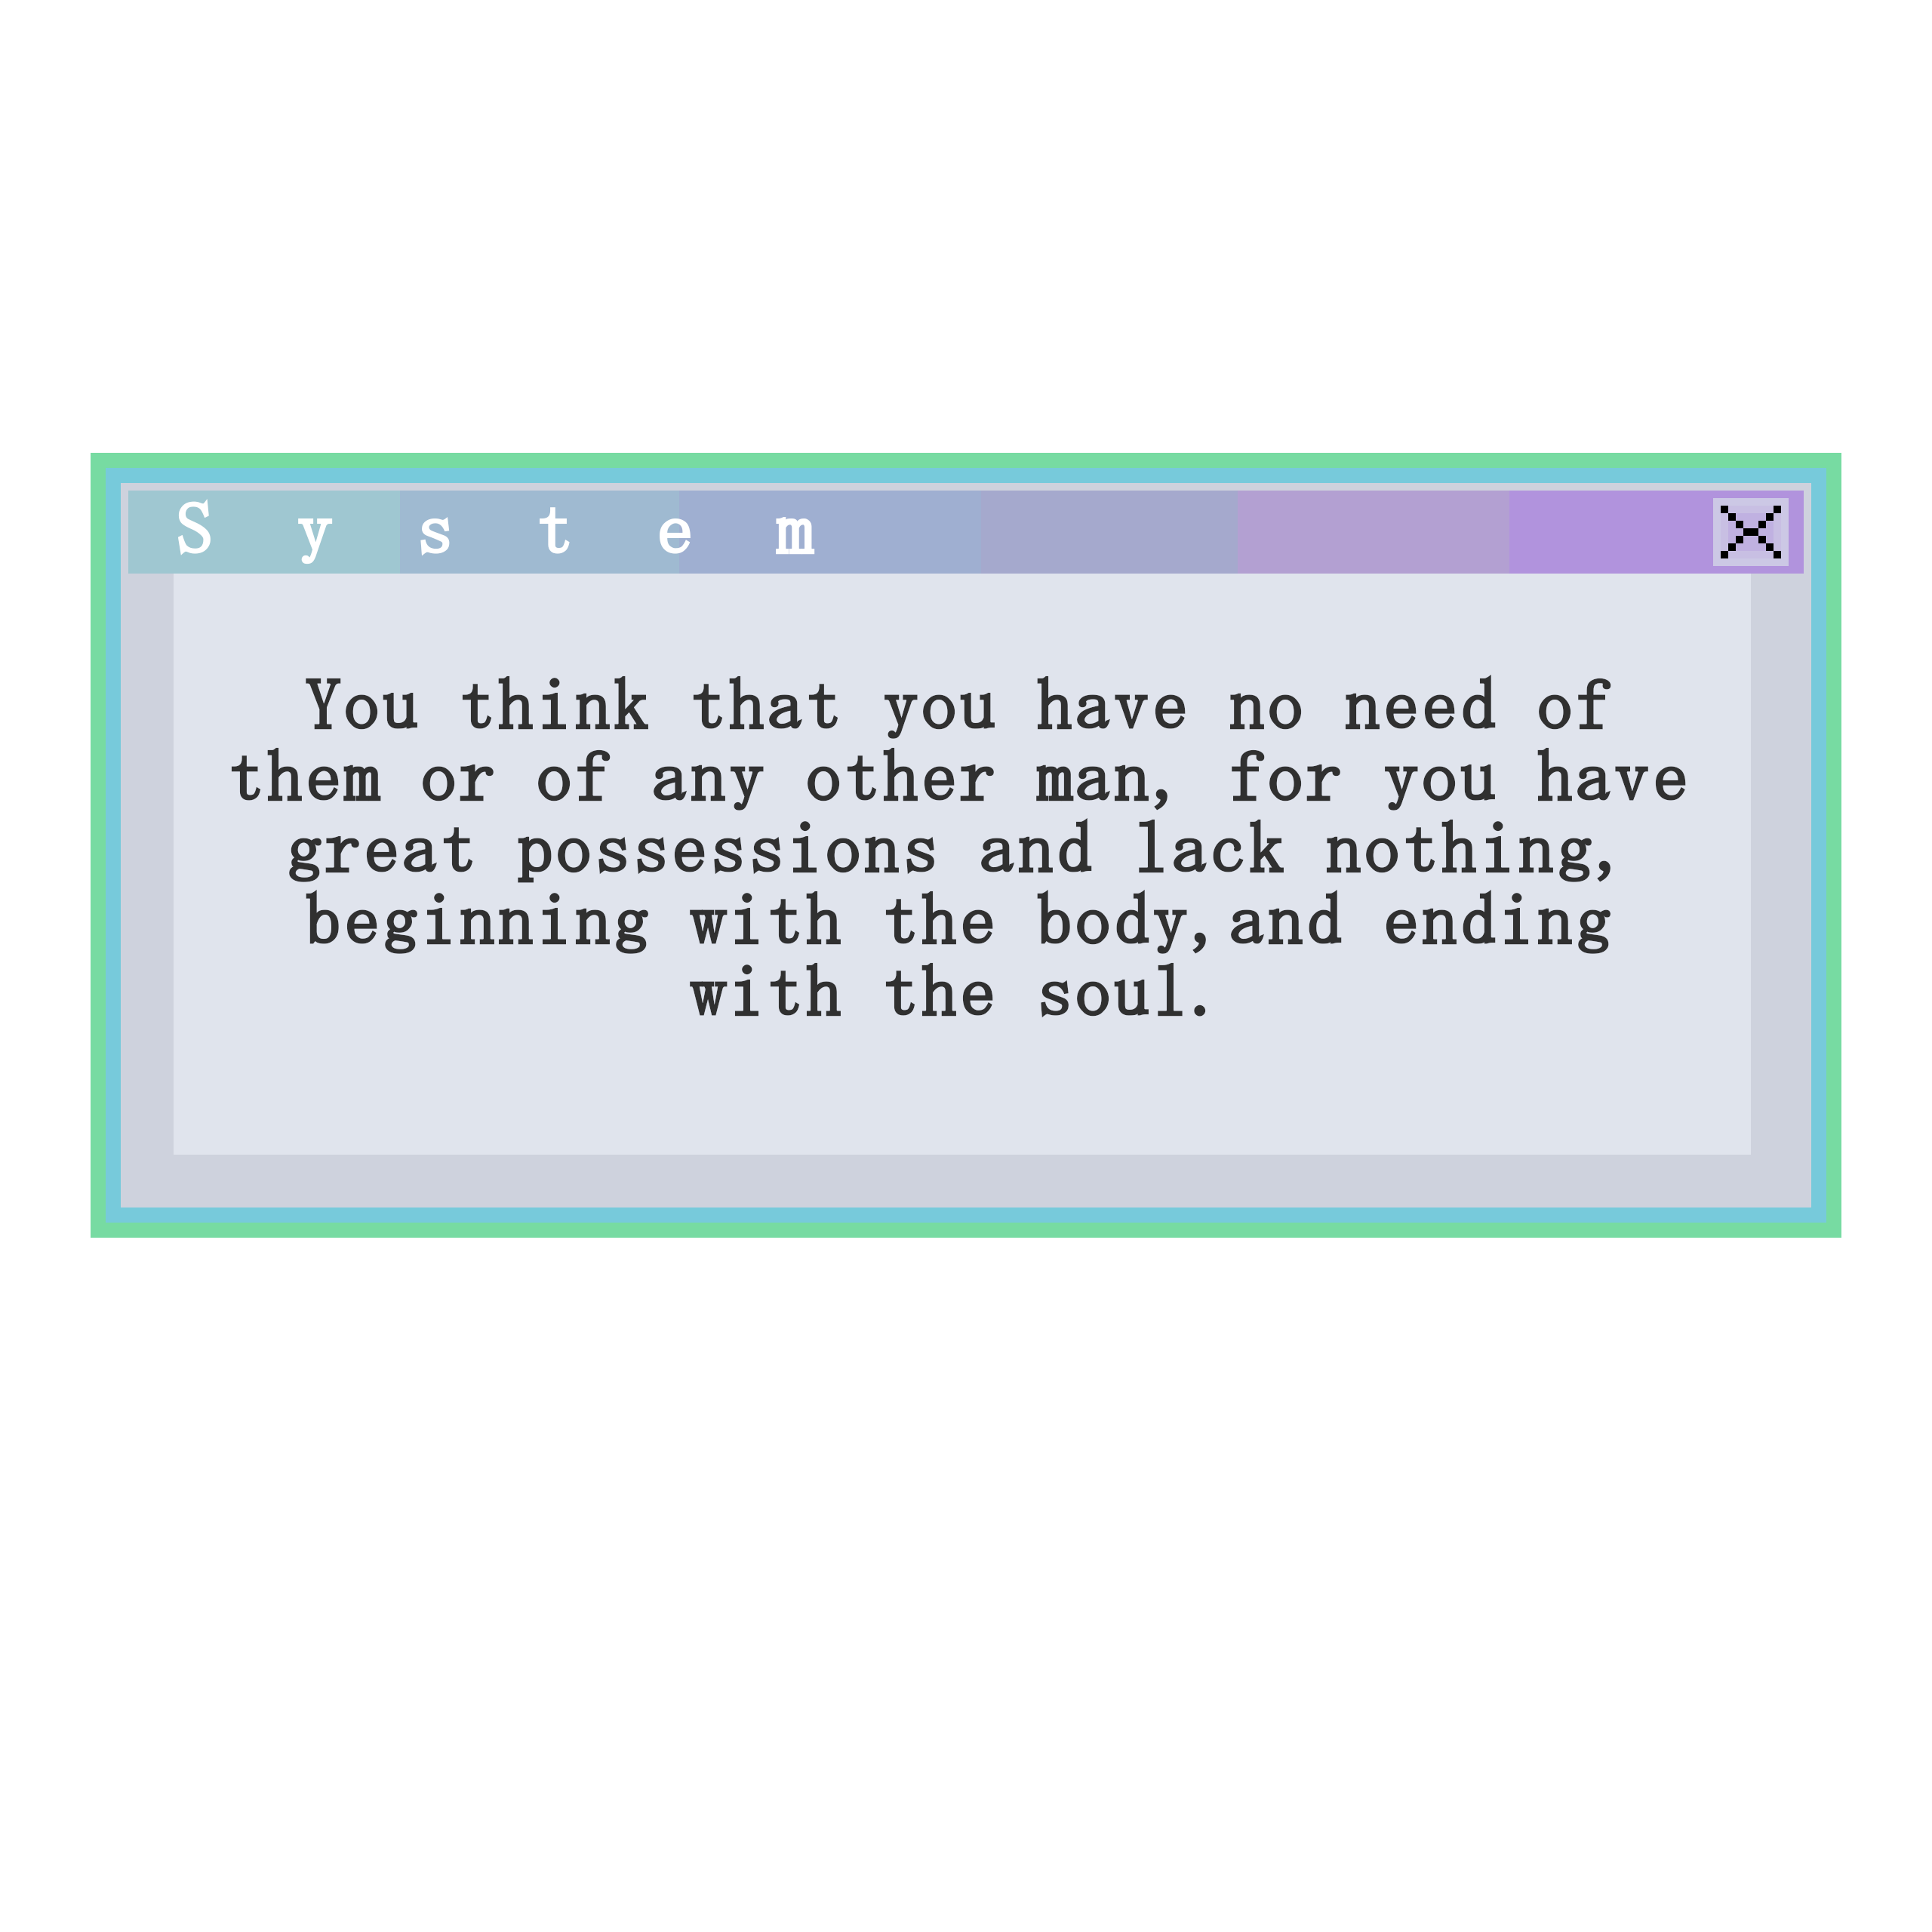 System
You think that you have no need of
them or of any other man, for you have
great possessions and lack nothing,
beginning with the body, and ending
with the soul.